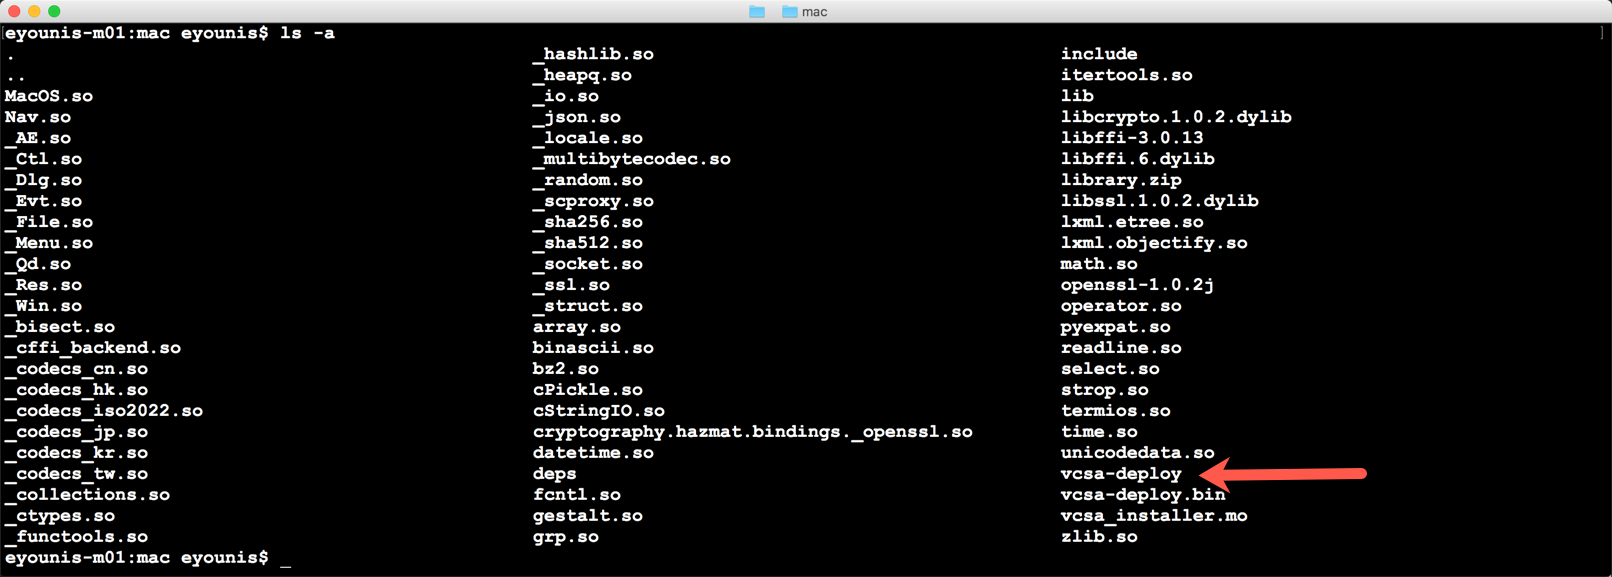 mac
eyounis-m01:mac eyounis$ ls -a
. _hashlib.so include
.. _heapq.so itertools.so
MacOS.so _io.so lib
Nav.so _json.so libcrypto.1.0.2.dylib
_AE.so _locale.so libffi-3.0.13
_Ctl.so _multibytecodec.so libffi.6.dylib
_Dlg.so _random.so library.zip
_Evt.so _scproxy.so libssl.1.0.2.dylib
_File.so _sha256.so lxml.etree.so
_Menu.so _sha512.so lxml.objectify.so
_Qd.so _socket.so math.so
_Res.so _ssl.so openssl-1.0.2j
_Win.so _struct.so operator.so
_bisect.so array.so pyexpat.so
_cffi_backend.so binascii.so readline.so
_codecs_cn.so bz2.so select.so
_codecs_hk.so cPickle.so strop.so
_codecs_iso2022.so cStringIO.so termios.so
_codecs_jp.so cryptography.hazmat.bindings._openssl.so time.so
_codecs_kr.so datetime.so unicodedata.so
_codecs_tw.so deps vcsa-deploy
_collections.so fcntl.so vcsa-deploy.bin
_ctypes.so gestalt.so vcsa_installer.mo
_functools.so grp.so zlib.so
eyounis-m01:mac eyounis$ _